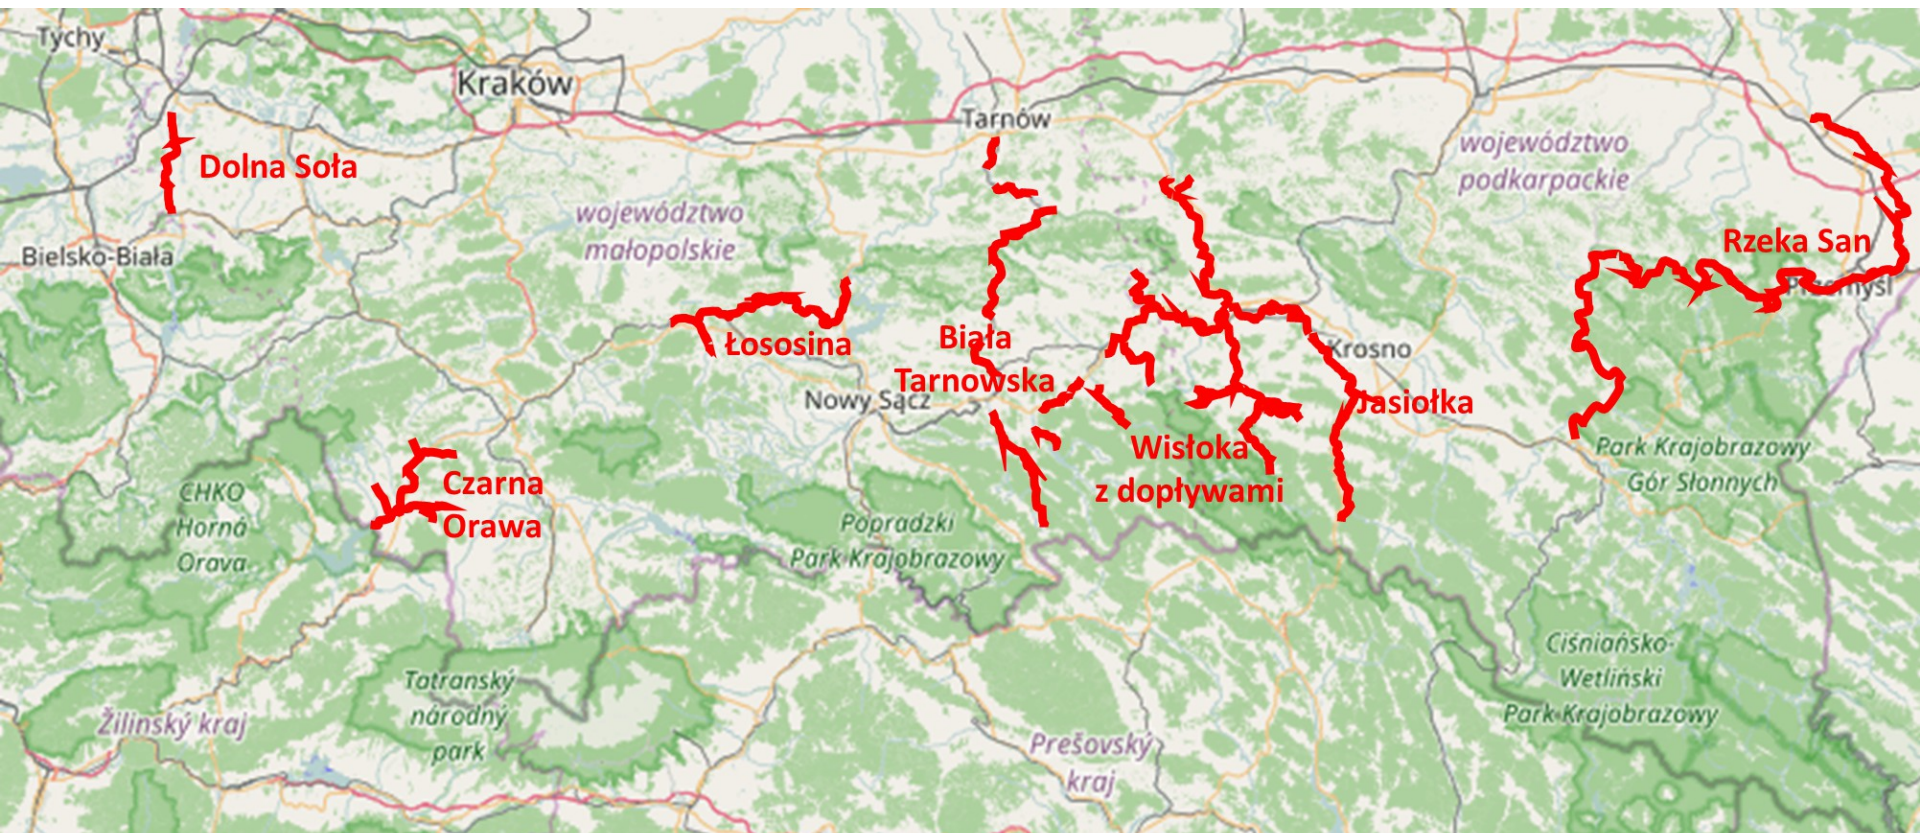 Tychy
Kraków
Tarnów
województwo
podkarpackie
Dolna Soła
województwo
małopolskie
Bielsko-Biała
Rzeka San
Przemyśl
Łososina
Biała
Tarnowska
Krosno
Nowy Sącz
Jasiołka
Wisłoka
z dopływami
Park Krajobrazowy
Gór Słonnych
Czarna
Orawa
CHKO
Horná
Orava
Popradzki
Park Krajobrazowy
Ciśniańsko-
Wetliński
Park Krajobrazowy
Tatranský
národný
park
Žilinský kraj
Prešovský
kraj